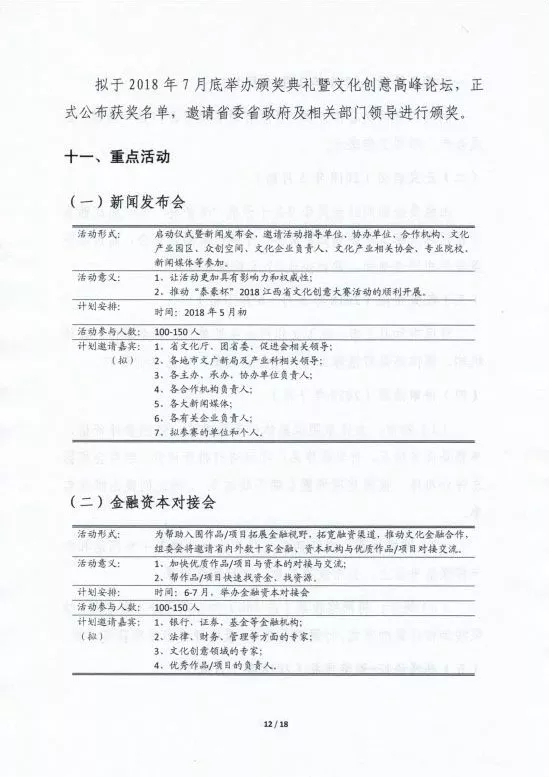 拟于 2018 年 7 月底举办颁奖典礼暨文化创意高峰论坛，正
式公布获奖名单，邀请省委省政府及相关部门领导进行颁奖。
十一、重点活动
（一）新闻发布会
活动形式： 启动仪式暨新闻发布会，邀请活动指导单位、协办单位、合作机构、文化
产业园区、众创空间、文化企业负责人、文化产业相关协会、专业院校、
新闻媒体等参加。
活动意义： 1、让活动更加具有影响力和权威性；
2、推动“泰豪杯”2018 江西省文化创意大赛活动的顺利开展。
计划安排： 时间：2018 年 5 月初
活动参与人数： 100-150 人
计划邀请嘉宾： 1、省文化厅、团省委、促进会相关领导；
（拟） 2、各地市文广新局及产业科相关领导；
3、各主办、承办、协办单位负责人；
4、各合作机构负责人；
5、各大新闻媒体；
6、各有关企业负责人；
7、拟参赛的单位和个人。
（二）金融资本对接会
活动形式： 为帮助入围作品/项目拓展金融视野，拓宽融资渠道，推动文化金融合作，
组委会将邀请省内外数十家金融、资本机构与优质作品/项目对接交流。
活动意义： 1、加快优质作品/项目与资本的对接与交流；
2、帮作品/项目快速找资金、找资源。
计划安排： 时间：6-7 月，举办金融资本对接会
活动参与人数： 100-150 人
计划邀请嘉宾： 1、银行、证券、基金等金融机构；
（拟） 2、法律、财务、管理等方面的专家；
3、文化创意领域的专家；
4、优秀作品/项目的负责人。
12 / 18